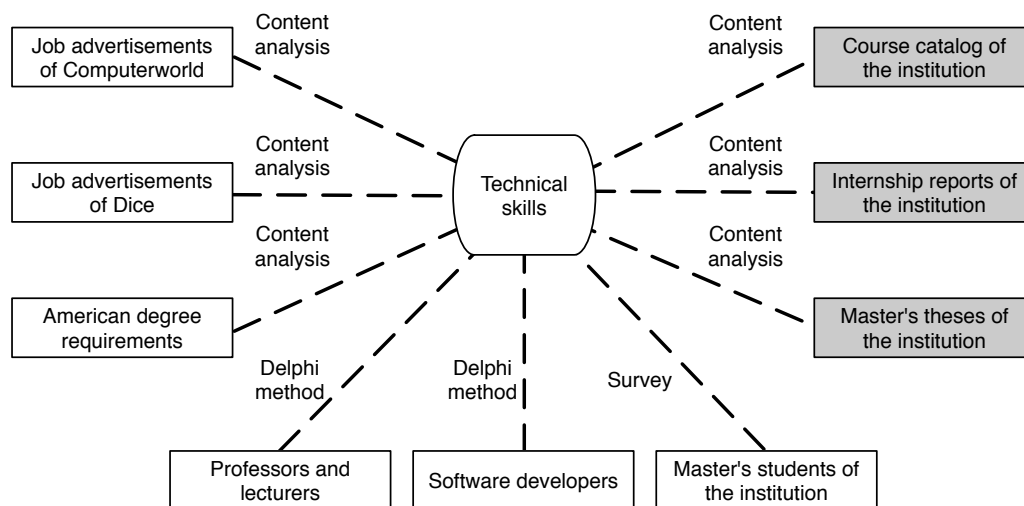 Content
analysis
Job advertisements
of Computerworld
Content
analysis
Course catalog of
the institution
Content
analysis
Job advertisements
of Dice
Technical
skills
Content
analysis
Internship reports of
the institution
Content
analysis
American degree
requirements
Content
analysis
Master's theses of
the institution
Delphi
method
Delphi
method
Survey
Professors and
lecturers
Software developers
Master's students of
the institution